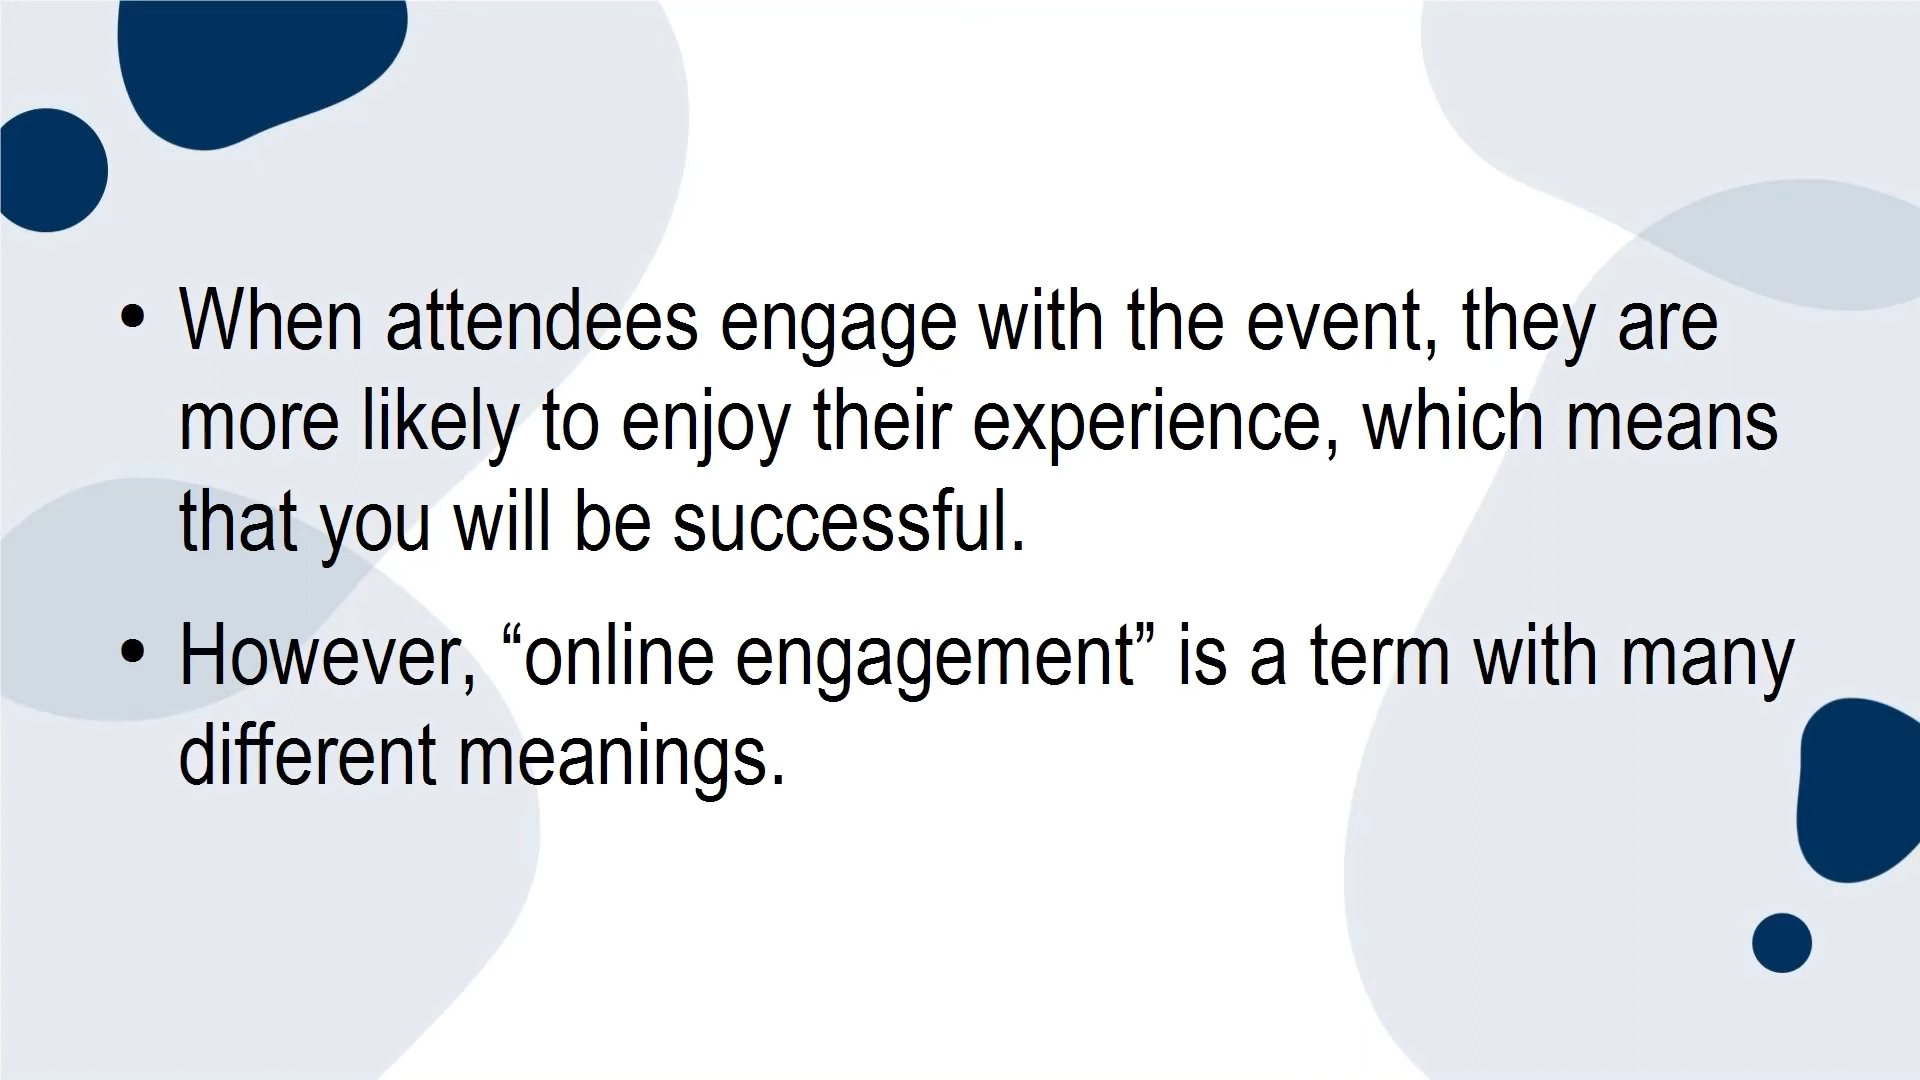 • When attendees engage with the event, they are
more likely to enjoy their experience, which means
that you will be successful.
• However, “online engagement” is a term with many
different meanings.